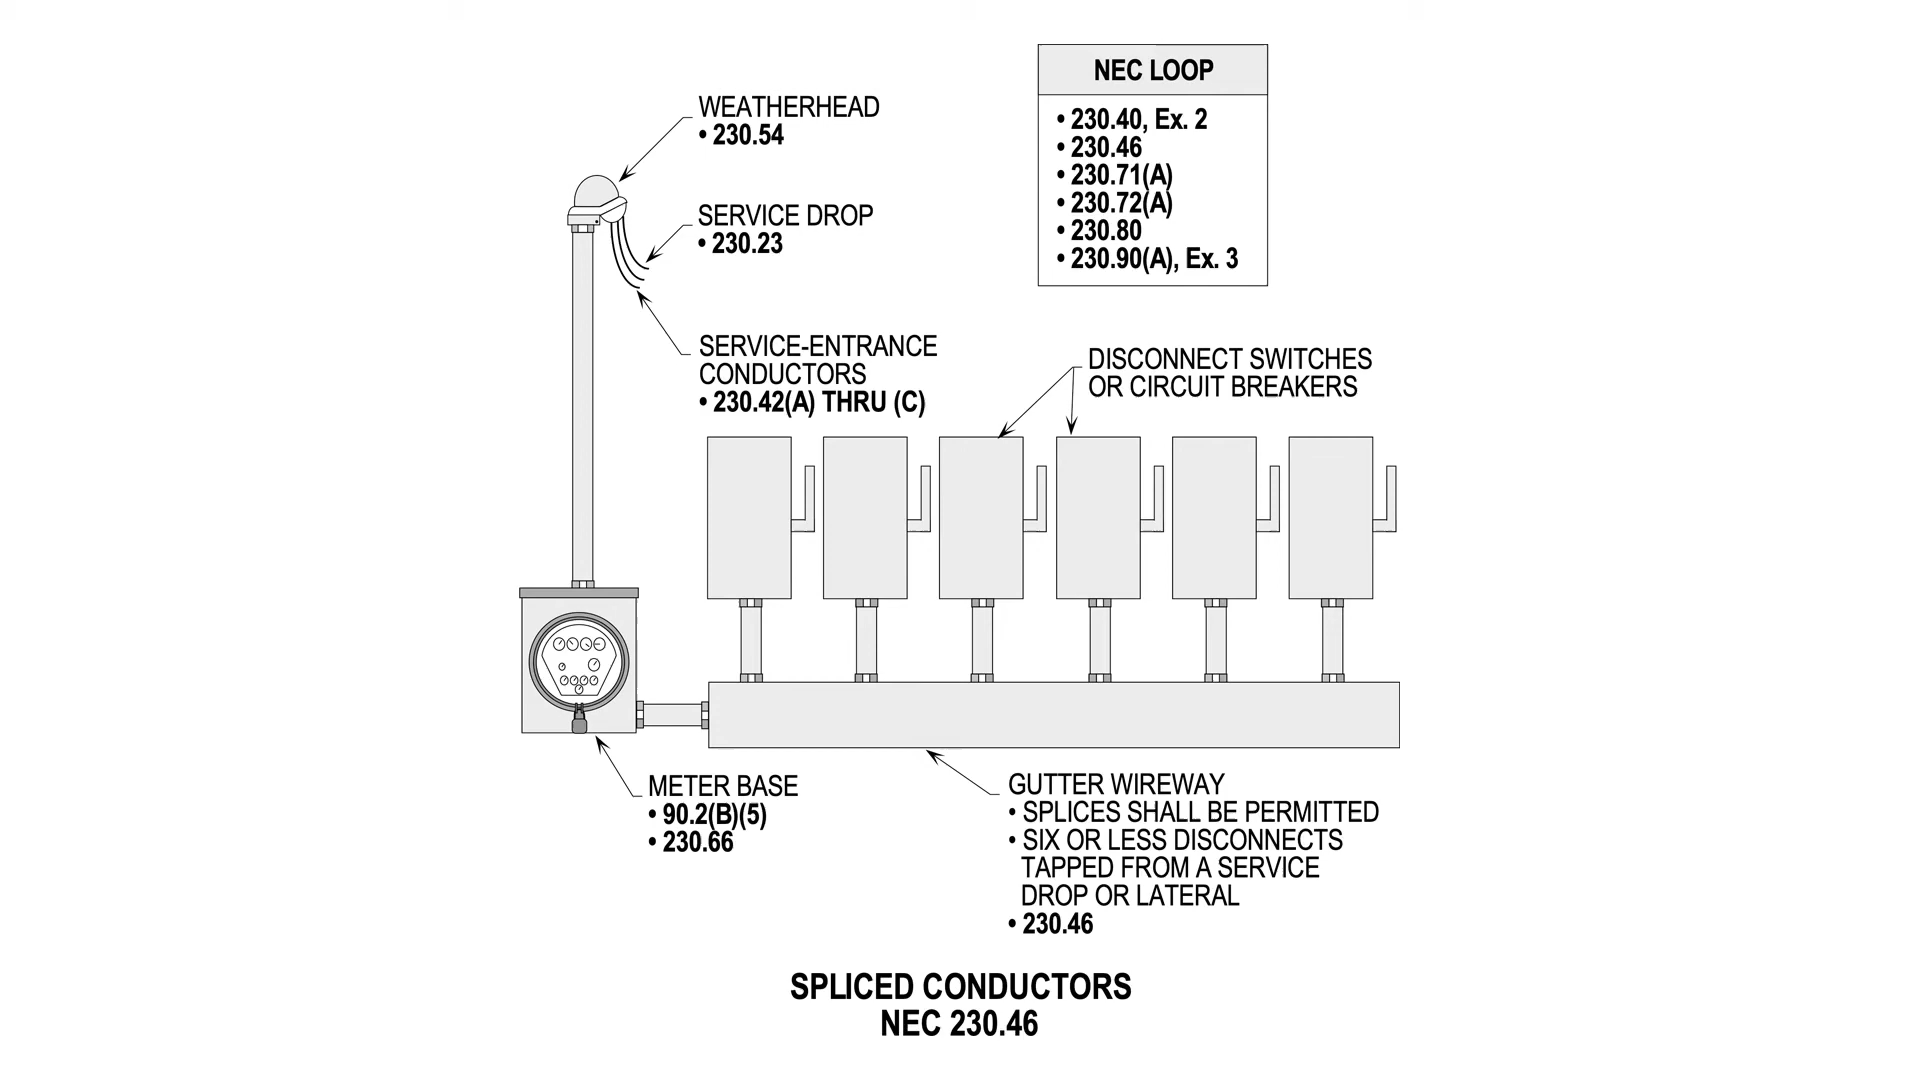 NEC LOOP
• 230.40, Ex. 2
• 230.46
• 230.71(A)
• 230.72(A)
• 230.80
• 230.90(A), Ex. 3
WEATHERHEAD
• 230.54
SERVICE DROP
• 230.23
SERVICE-ENTRANCE
CONDUCTORS
• 230.42(A) THRU (C)
DISCONNECT SWITCHES
OR CIRCUIT BREAKERS
METER BASE
• 90.2(B)(5)
• 230.66
GUTTER WIREWAY
• SPLICES SHALL BE PERMITTED
• SIX OR LESS DISCONNECTS
TAPPED FROM A SERVICE
DROP OR LATERAL
• 230.46
SPLICED CONDUCTORS
NEC 230.46